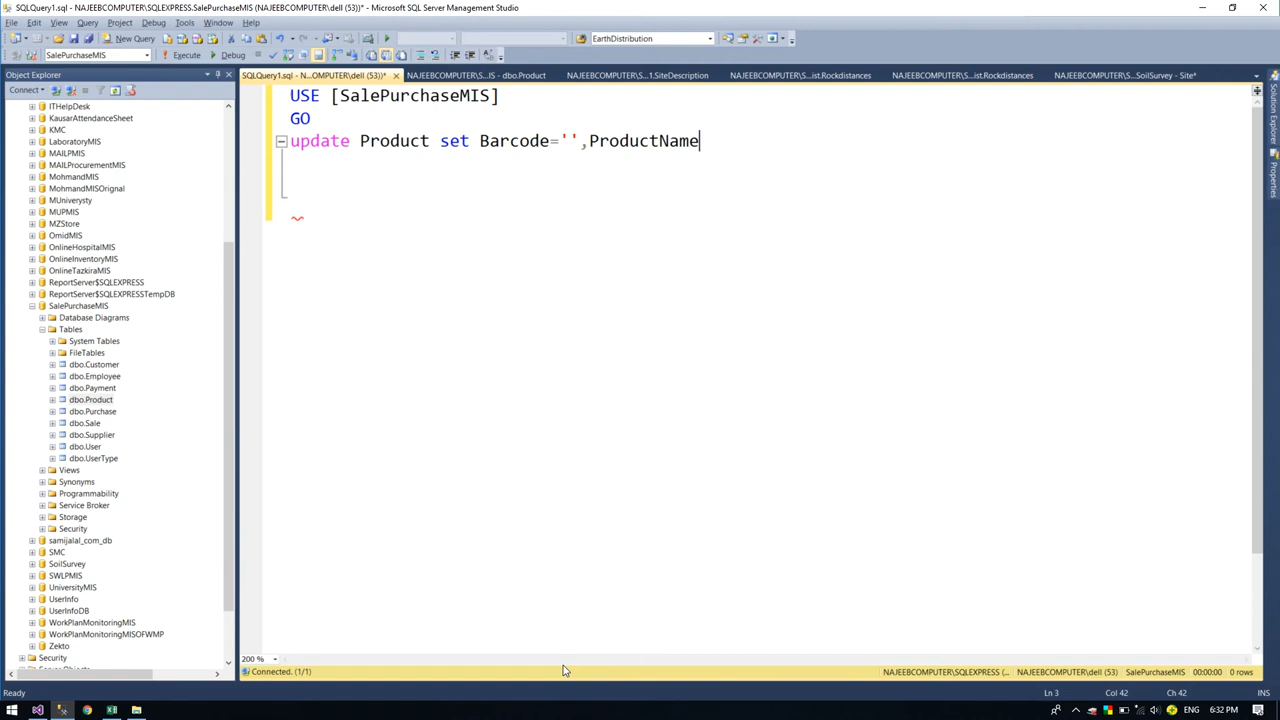 SQLQuery1.sql - NAJEEBCOMPUTER\SQLEXPRESS.SalePurchaseMIS (NAJEEBCOMPUTER\dell (53))* - Microsoft SQL Server Management Studio
File Edit View Query Project Debug Tools Window Help
New Query EarthDistribution
SalePurchaseMIS Execute Debug
Object Explorer
Connect
ITHelpDesk
KausarAttendanceSheet
KMC
LaboratoryMIS
MAILPMIS
MAILProcurementMIS
MohmandMIS
MohmandMISOrignal
MUniverysty
MUPMIS
MZStore
OmidMIS
OnlineHospitalMIS
OnlineInventoryMIS
OnlineTazkiraMIS
ReportServer$SQLEXPRESS
ReportServer$SQLEXPRESSTempDB
SalePurchaseMIS
Database Diagrams
Tables
System Tables
FileTables
dbo.Customer
dbo.Employee
dbo.Payment
dbo.Product
dbo.Purchase
dbo.Sale
dbo.Supplier
dbo.User
dbo.UserType
Views
Synonyms
Programmability
Service Broker
Storage
Security
samijalal_com_db
SMC
SoilSurvey
SWLPMIS
UniversityMIS
UserInfo
UserInfoDB
WorkPlanMonitoringMIS
WorkPlanMonitoringMISOFWMP
Zekto
Security
SQLQuery1.sql - N...OMPUTER\dell (53))* NAJEEBCOMPUTER\S...IS - dbo.Product NAJEEBCOMPUTER\S...1.SiteDescription NAJEEBCOMPUTER\S...ist.Rockdistances NAJEEBCOMPUTER\S...ist.Rockdistances NAJEEBCOMPUTER\S...SoilSurvey - Site*
USE [SalePurchaseMIS]
GO
update Product set Barcode='',ProductName
200 %
Connected. (1/1) NAJEEBCOMPUTER\SQLEXPRESS (... NAJEEBCOMPUTER\dell (53) SalePurchaseMIS 00:00:00 0 rows
Solution Explorer
Properties
Ready Ln 3 Col 42 Ch 42 INS
ENG 6:32 PM